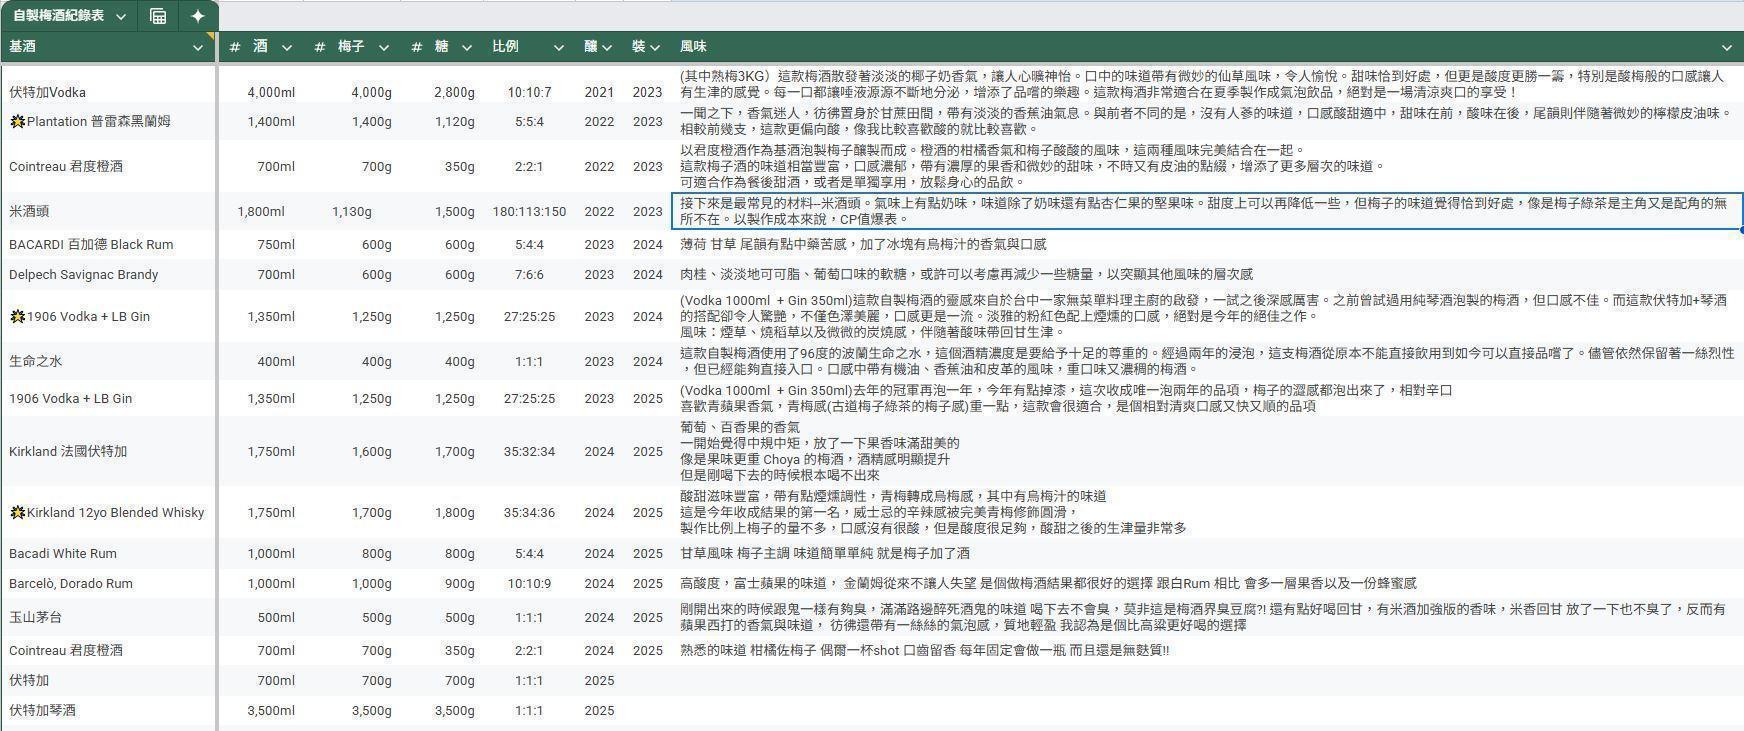 自製梅酒紀錄表
基酒 # 酒 # 梅子 # 糖 比例 釀 裝 風味
伏特加Vodka 4,000ml 4,000g 2,800g 10:10:7 2021 2023 (其中熟梅3KG）這款梅酒散發著淡淡的椰子奶香氣，讓人心曠神怡。口中的味道帶有微妙的仙草風味，令人愉悅。甜味恰到好處，但更是酸度更勝一籌，特別是酸梅般的口感讓人
有生津的感覺。每一口都讓唾液源源不斷地分泌，增添了品嚐的樂趣。這款梅酒非常適合在夏季製作成氣泡飲品，絕對是一場清涼爽口的享受！
Plantation 普雷森黑蘭姆 1,400ml 1,400g 1,120g 5:5:4 2022 2023 一聞之下，香氣迷人，彷彿置身於甘蔗田間，帶有淡淡的香蕉油氣息。與前者不同的是，沒有人蔘的味道，口感酸甜適中，甜味在前，酸味在後，尾韻則伴隨著微妙的檸檬皮油味。
相較前幾支，這款更偏向酸，像我比較喜歡酸的就比較喜歡。
Cointreau 君度橙酒 700ml 700g 350g 2:2:1 2022 2023 以君度橙酒作為基酒泡製梅子釀製而成。橙酒的柑橘香氣和梅子酸酸的風味，這兩種風味完美結合在一起。
這款梅子酒的味道相當豐富，口感濃郁，帶有濃厚的果香和微妙的甜味，不時又有皮油的點綴，增添了更多層次的味道。
可適合作為餐後甜酒，或者是單獨享用，放鬆身心的品飲。
米酒頭 1,800ml 1,130g 1,500g 180:113:150 2022 2023 接下來是最常見的材料--米酒頭。氣味上有點奶味，味道除了奶味還有點杏仁果的堅果味。甜度上可以再降低一些，但梅子的味道覺得恰到好處，像是梅子綠茶是主角又是配角的無
所不在。以製作成本來說，CP值爆表。
BACARDI 百加德 Black Rum 750ml 600g 600g 5:4:4 2023 2024 薄荷 甘草 尾韻有點中藥苦感，加了冰塊有烏梅汁的香氣與口感
Delpech Savignac Brandy 700ml 600g 600g 7:6:6 2023 2024 肉桂、淡淡地可可脂、葡萄口味的軟糖，或許可以考慮再減少一些糖量，以突顯其他風味的層次感
1906 Vodka + LB Gin 1,350ml 1,250g 1,250g 27:25:25 2023 2024 (Vodka 1000ml + Gin 350ml)這款自製梅酒的靈感來自於台中一家無菜單料理主廚的啟發，一試之後深感厲害。之前曾試過用純琴酒泡製的梅酒，但口感不佳。而這款伏特加+琴酒
的搭配卻令人驚艷，不僅色澤美麗，口感更是一流。淡雅的粉紅色配上煙燻的口感，絕對是今年的絕佳之作。
風味：煙草、燒稻草以及微微的炭燒感，伴隨著酸味帶回甘生津。
生命之水 400ml 400g 400g 1:1:1 2023 2024 這款自製梅酒使用了96度的波蘭生命之水，這個酒精濃度是要給予十足的尊重的。經過兩年的浸泡，這支梅酒從原本不能直接飲用到如今可以直接品嚐了。儘管依然保留著一絲烈性
，但已經能夠直接入口。口感中帶有機油、香蕉油和皮革的風味，重口味又濃稠的梅酒。
1906 Vodka + LB Gin 1,350ml 1,250g 1,250g 27:25:25 2023 2025 (Vodka 1000ml + Gin 350ml)去年的冠軍再泡一年，今年有點掉漆，這次收成唯一泡兩年的品項，梅子的澀感都泡出來了，相對辛口
喜歡青蘋果香氣，青梅感(古道梅子綠茶的梅子感)重一點，這款會很適合，是個相對清爽口感又快又順的品項
Kirkland 法國伏特加 1,750ml 1,600g 1,700g 35:32:34 2024 2025 葡萄、百香果的香氣
一開始覺得中規中矩，放了一下果香味滿甜美的
像是果味更重 Choya 的梅酒，酒精感明顯提升
但是剛喝下去的時候根本喝不出來
Kirkland 12yo Blended Whisky 1,750ml 1,700g 1,800g 35:34:36 2024 2025 酸甜滋味豐富，帶有點煙燻調性，青梅轉成烏梅感，其中有烏梅汁的味道
這是今年收成結果的第一名，威士忌的辛辣感被完美青梅修飾圓滑，
製作比例上梅子的量不多，口感沒有很酸，但是酸度很足夠，酸甜之後的生津量非常多
Bacadi White Rum 1,000ml 800g 800g 5:4:4 2024 2025 甘草風味 梅子主調 味道簡單單純 就是梅子加了酒
Barcelò, Dorado Rum 1,000ml 1,000g 900g 10:10:9 2024 2025 高酸度，富士蘋果的味道， 金蘭姆從來不讓人失望 是個做梅酒結果都很好的選擇 跟白Rum 相比 會多一層果香以及一份蜂蜜感
玉山茅台 500ml 500g 500g 1:1:1 2024 2025 剛開出來的時候跟鬼一樣有夠臭，滿滿路邊醉死酒鬼的味道 喝下去不會臭，莫非這是梅酒界臭豆腐?! 還有點好喝回甘，有米酒加強版的香味，米香回甘 放了一下也不臭了，反而有
蘋果西打的香氣與味道， 彷彿還帶有一絲絲的氣泡感，質地輕盈 我認為是個比高粱更好喝的選擇
Cointreau 君度橙酒 700ml 700g 350g 2:2:1 2024 2025 熟悉的味道 柑橘佐梅子 偶爾一杯shot 口齒留香 每年固定會做一瓶 而且還是無麩質!!
伏特加 700ml 700g 700g 1:1:1 2025
伏特加琴酒 3,500ml 3,500g 3,500g 1:1:1 2025